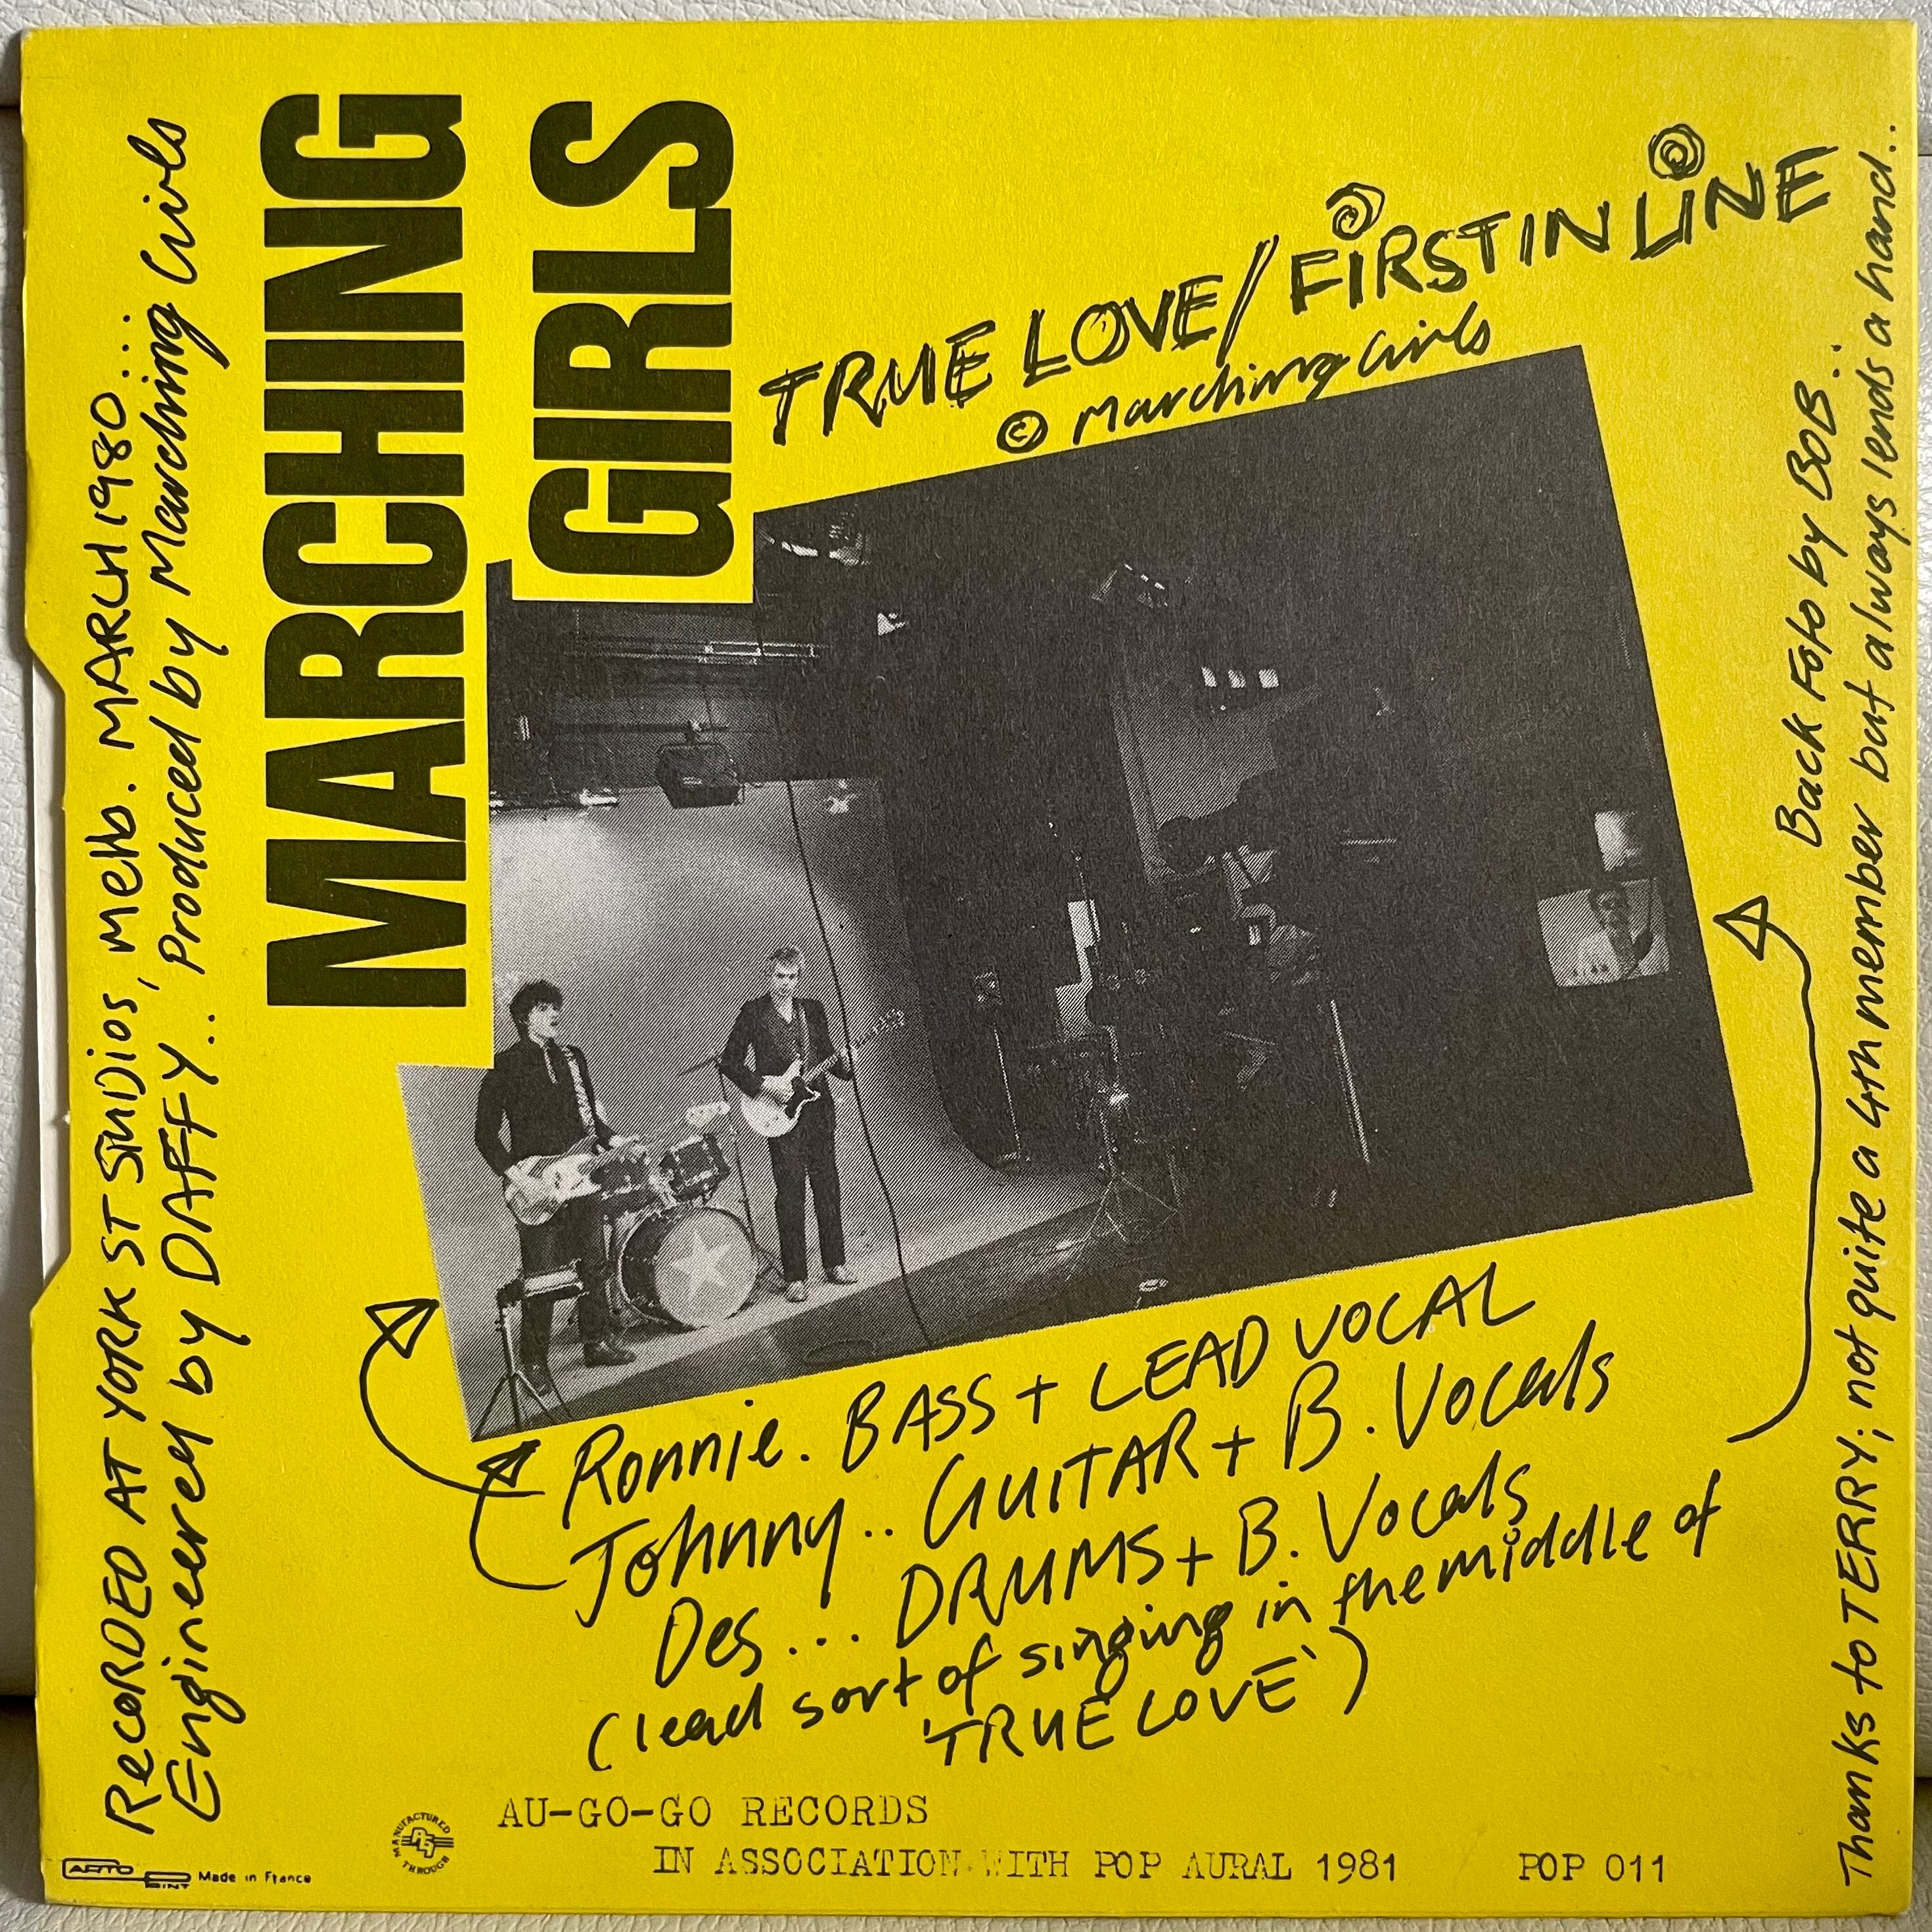 MARCHING
GIRLS
TRUE LOVE / FIRST IN LINE
© Marching Girls
RECORDED AT YORK ST STUDIOS, Melb. MARCH 1980....
Engineered by DAFFY.. Produced by Marching Girls
Back Foto by BOB..
Thanks to TERRY; not quite a 4th member but always lends a hand..
Ronnie. BASS + LEAD VOCAL
Johnny.. GUITAR + B. Vocals
Des... DRUMS + B. Vocals
(lead sort of singing in the middle of
'TRUE LOVE')
AU-GO-GO RECORDS
IN ASSOCIATION WITH POP AURAL 1981
POP 011
MANUFACTURED THROUGH
Made in France